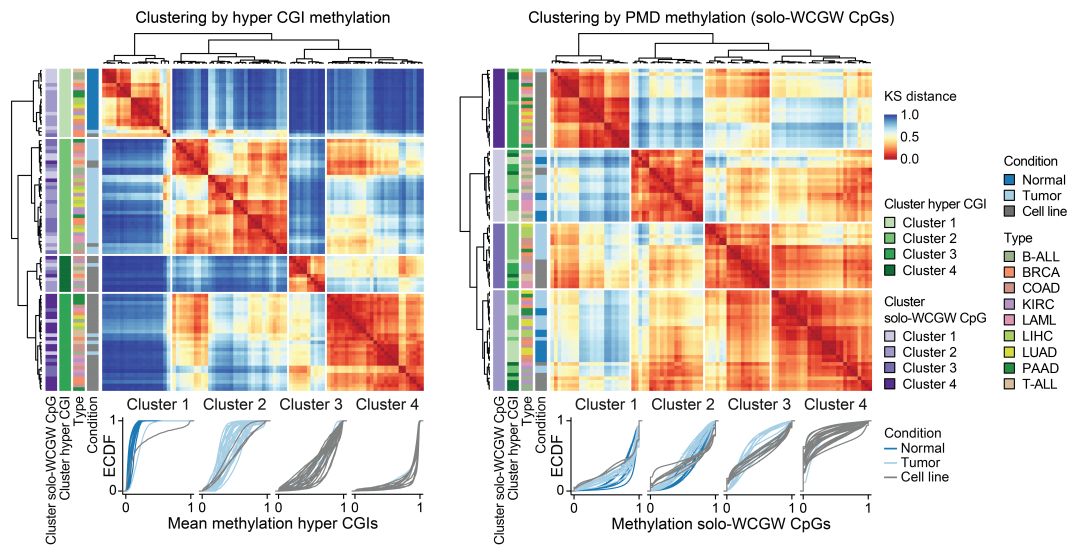 Clustering by hyper CGI methylation
Clustering by PMD methylation (solo-WCGW CpGs)
KS distance
1.0
0.5
0.0
Cluster hyper CGI
Cluster 1
Cluster 2
Cluster 3
Cluster 4
Cluster
solo-WCGW CpG
Cluster 1
Cluster 2
Cluster 3
Cluster 4
Condition
Normal
Tumor
Cell line
Type
B-ALL
BRCA
COAD
KIRC
LAML
LIHC
LUAD
PAAD
T-ALL
Cluster solo-WCGW CpG
Cluster hyper CGI
Type
Condition
Cluster 1
Cluster 2
Cluster 3
Cluster 4
ECDF
1
0
0
1 0
1 0
1 0
1
Mean methylation hyper CGIs
Cluster solo-WCGW CpG
Cluster hyper CGI
Type
Condition
Cluster 1
Cluster 2
Cluster 3
Cluster 4
ECDF
1
0
0
1 0
1 0
1 0
1
Methylation solo-WCGW CpGs
Condition
Normal
Tumor
Cell line